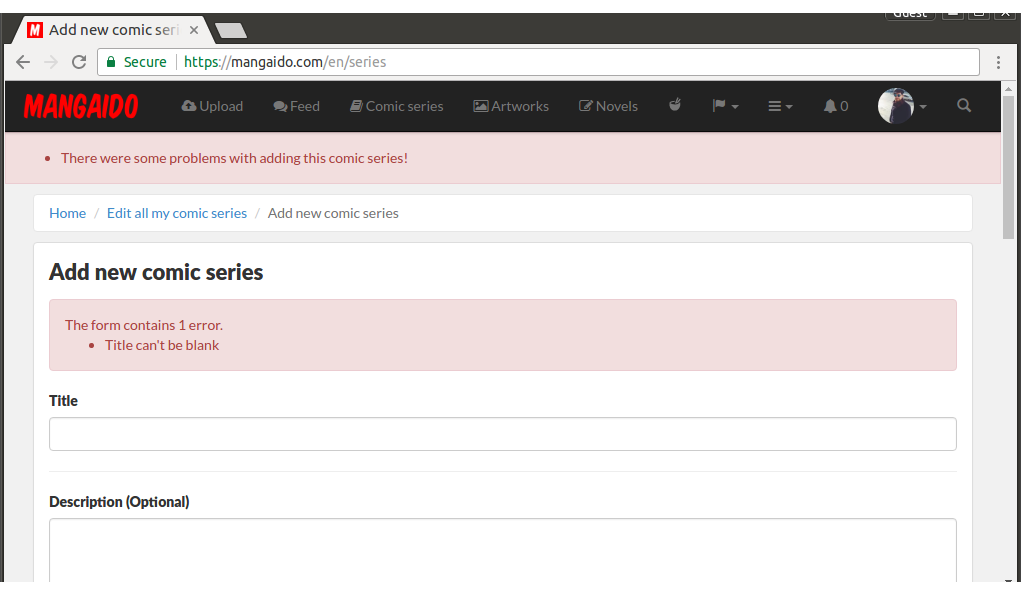 Guest
M Add new comic seri
Secure https://mangaido.com/en/series
MANGAIDO Upload Feed Comic series Artworks Novels 0
There were some problems with adding this comic series!
Home / Edit all my comic series / Add new comic series
Add new comic series
The form contains 1 error.
Title can't be blank
Title
Description (Optional)